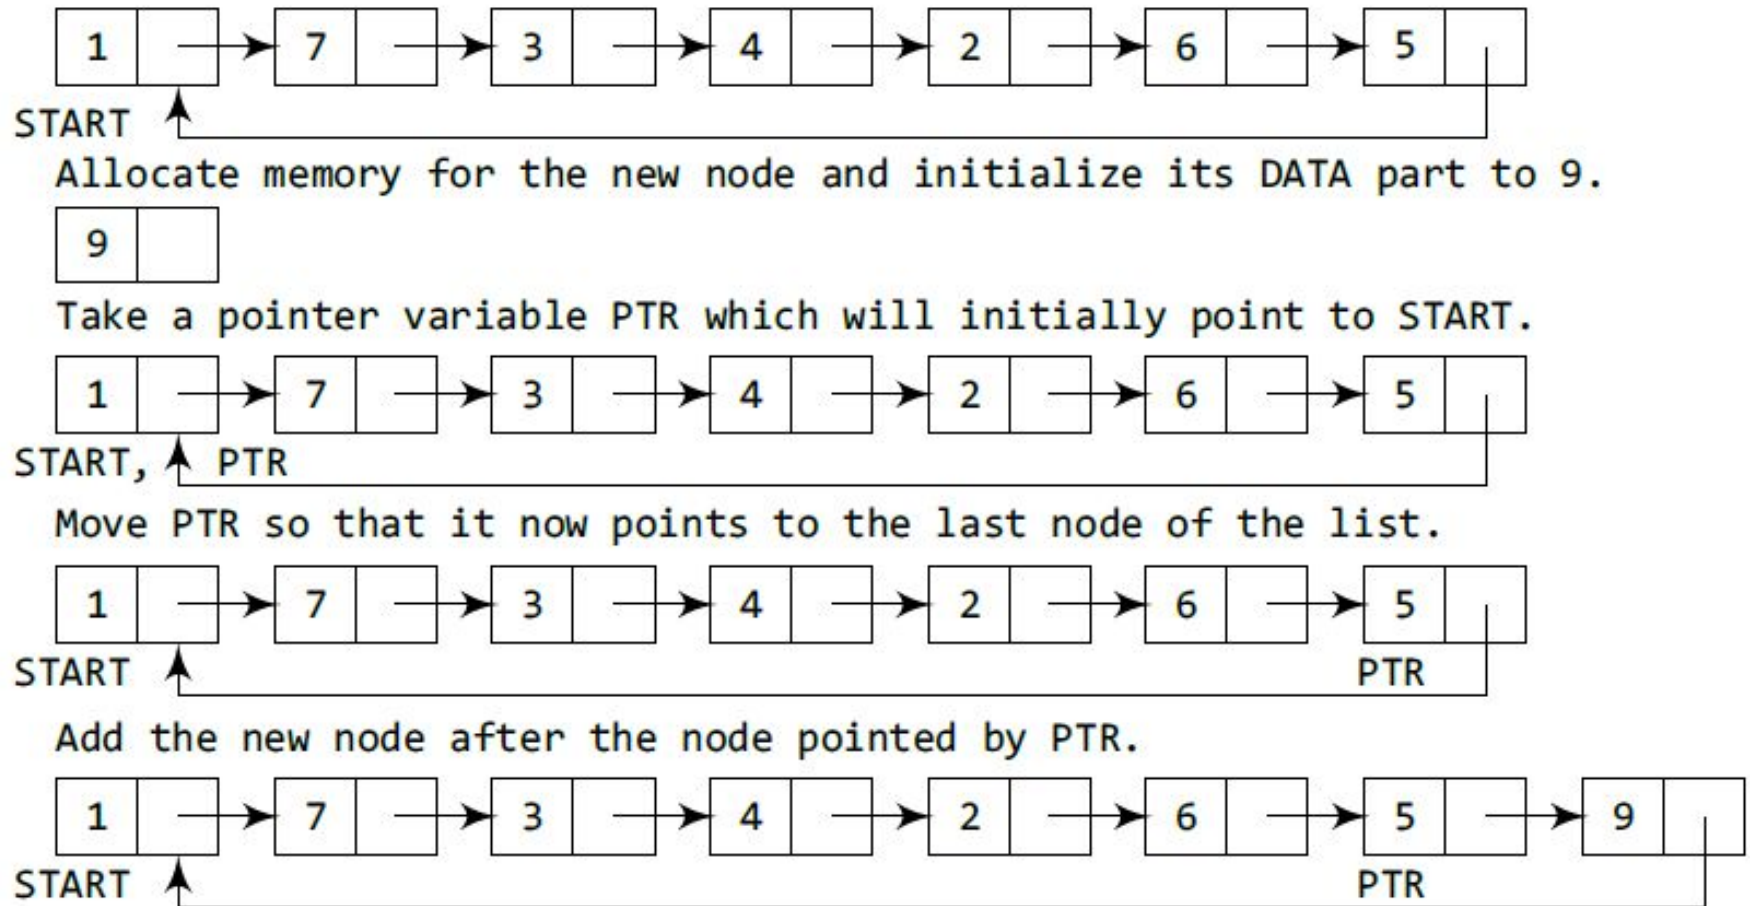 1 7 3 4 2 6 5
START
Allocate memory for the new node and initialize its DATA part to 9.
9
Take a pointer variable PTR which will initially point to START.
1 7 3 4 2 6 5
START, PTR
Move PTR so that it now points to the last node of the list.
1 7 3 4 2 6 5
START PTR
Add the new node after the node pointed by PTR.
1 7 3 4 2 6 5 9
START PTR